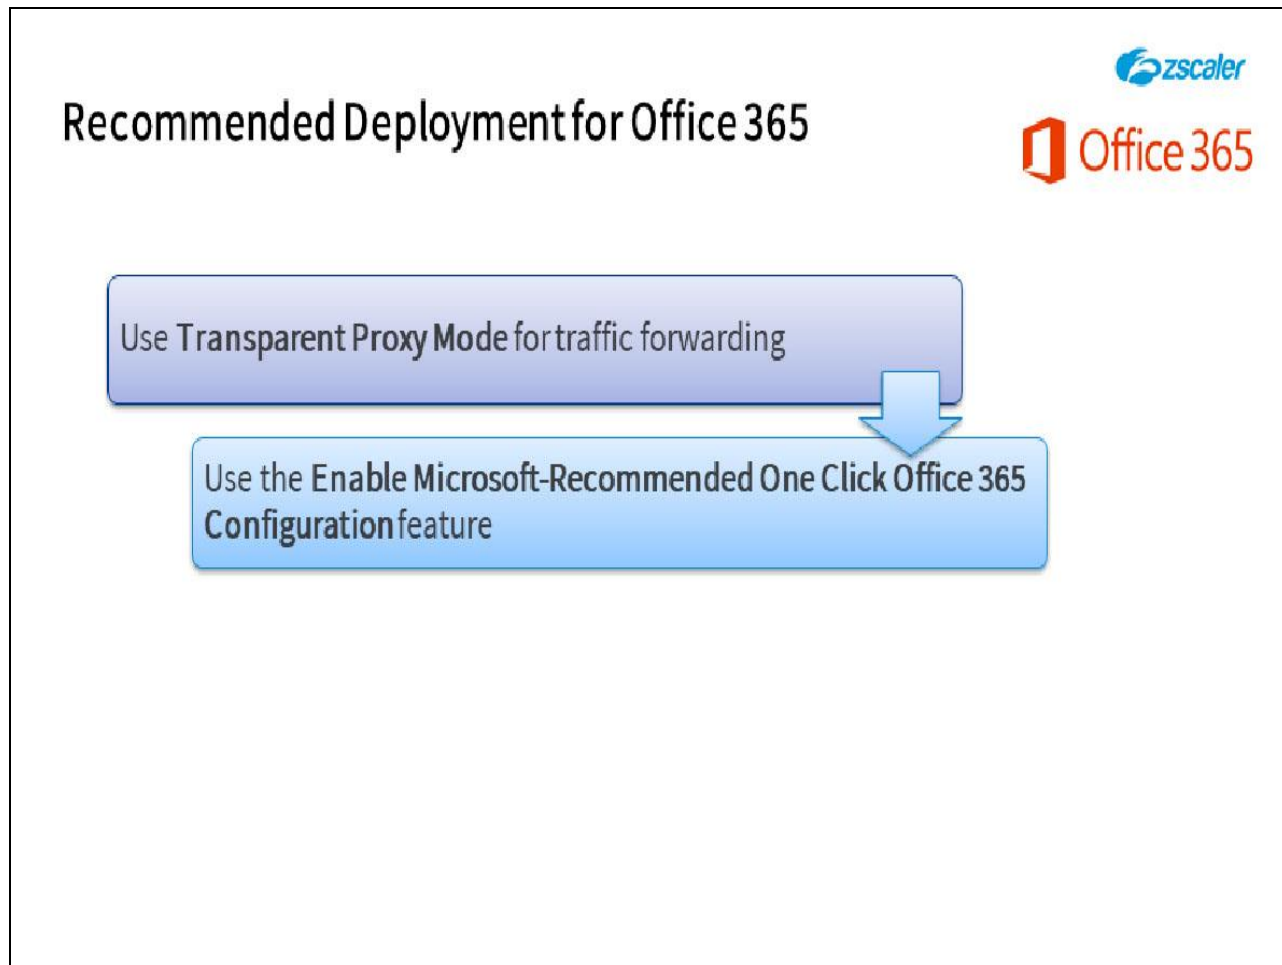 zscaler
Recommended Deployment for Office 365
Office 365
Use Transparent Proxy Mode for traffic forwarding
Use the Enable Microsoft-Recommended One Click Office 365
Configuration feature